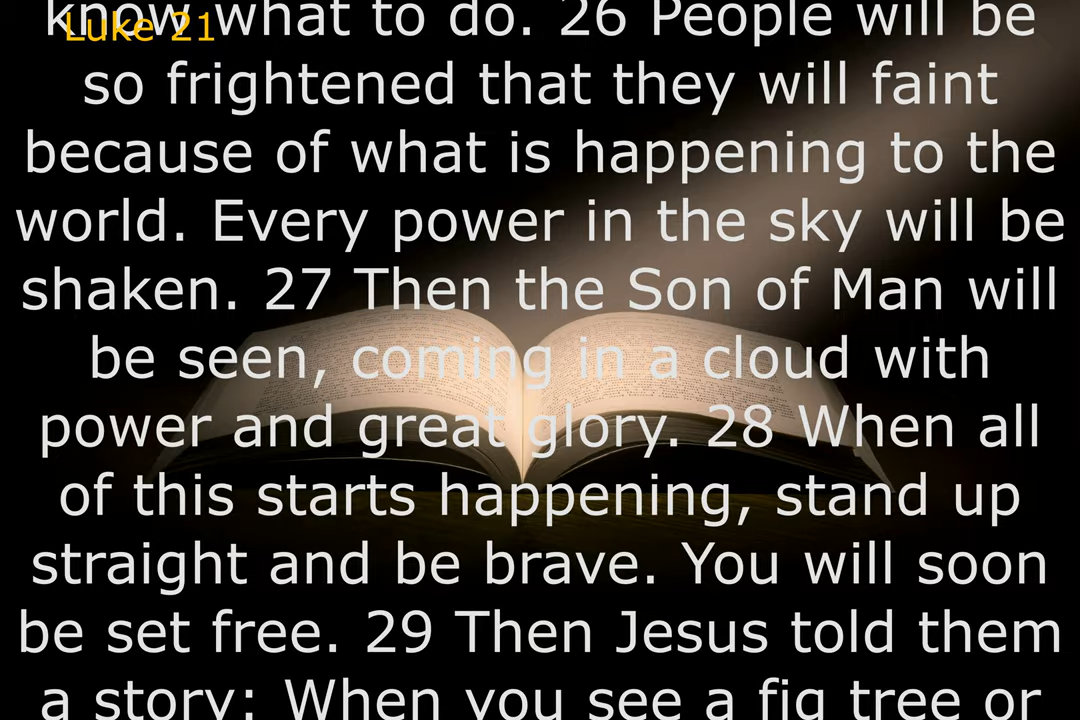 Luke 21
know what to do. 26 People will be
so frightened that they will faint
because of what is happening to the
world. Every power in the sky will be
shaken. 27 Then the Son of Man will
be seen, coming in a cloud with
power and great glory. 28 When all
of this starts happening, stand up
straight and be brave. You will soon
be set free. 29 Then Jesus told them
a story: When you see a fig tree or